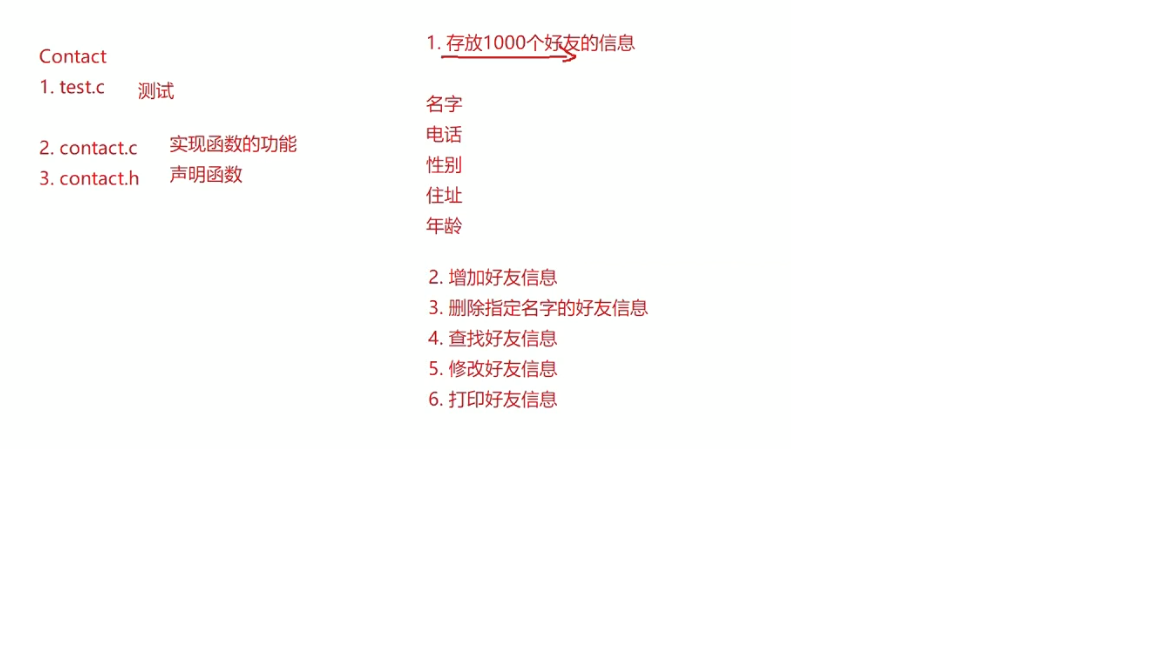 Contact
1. test.c 测试
2. contact.c 实现函数的功能
3. contact.h 声明函数
1. 存放1000个好友的信息
名字
电话
性别
住址
年龄
2. 增加好友信息
3. 删除指定名字的好友信息
4. 查找好友信息
5. 修改好友信息
6. 打印好友信息